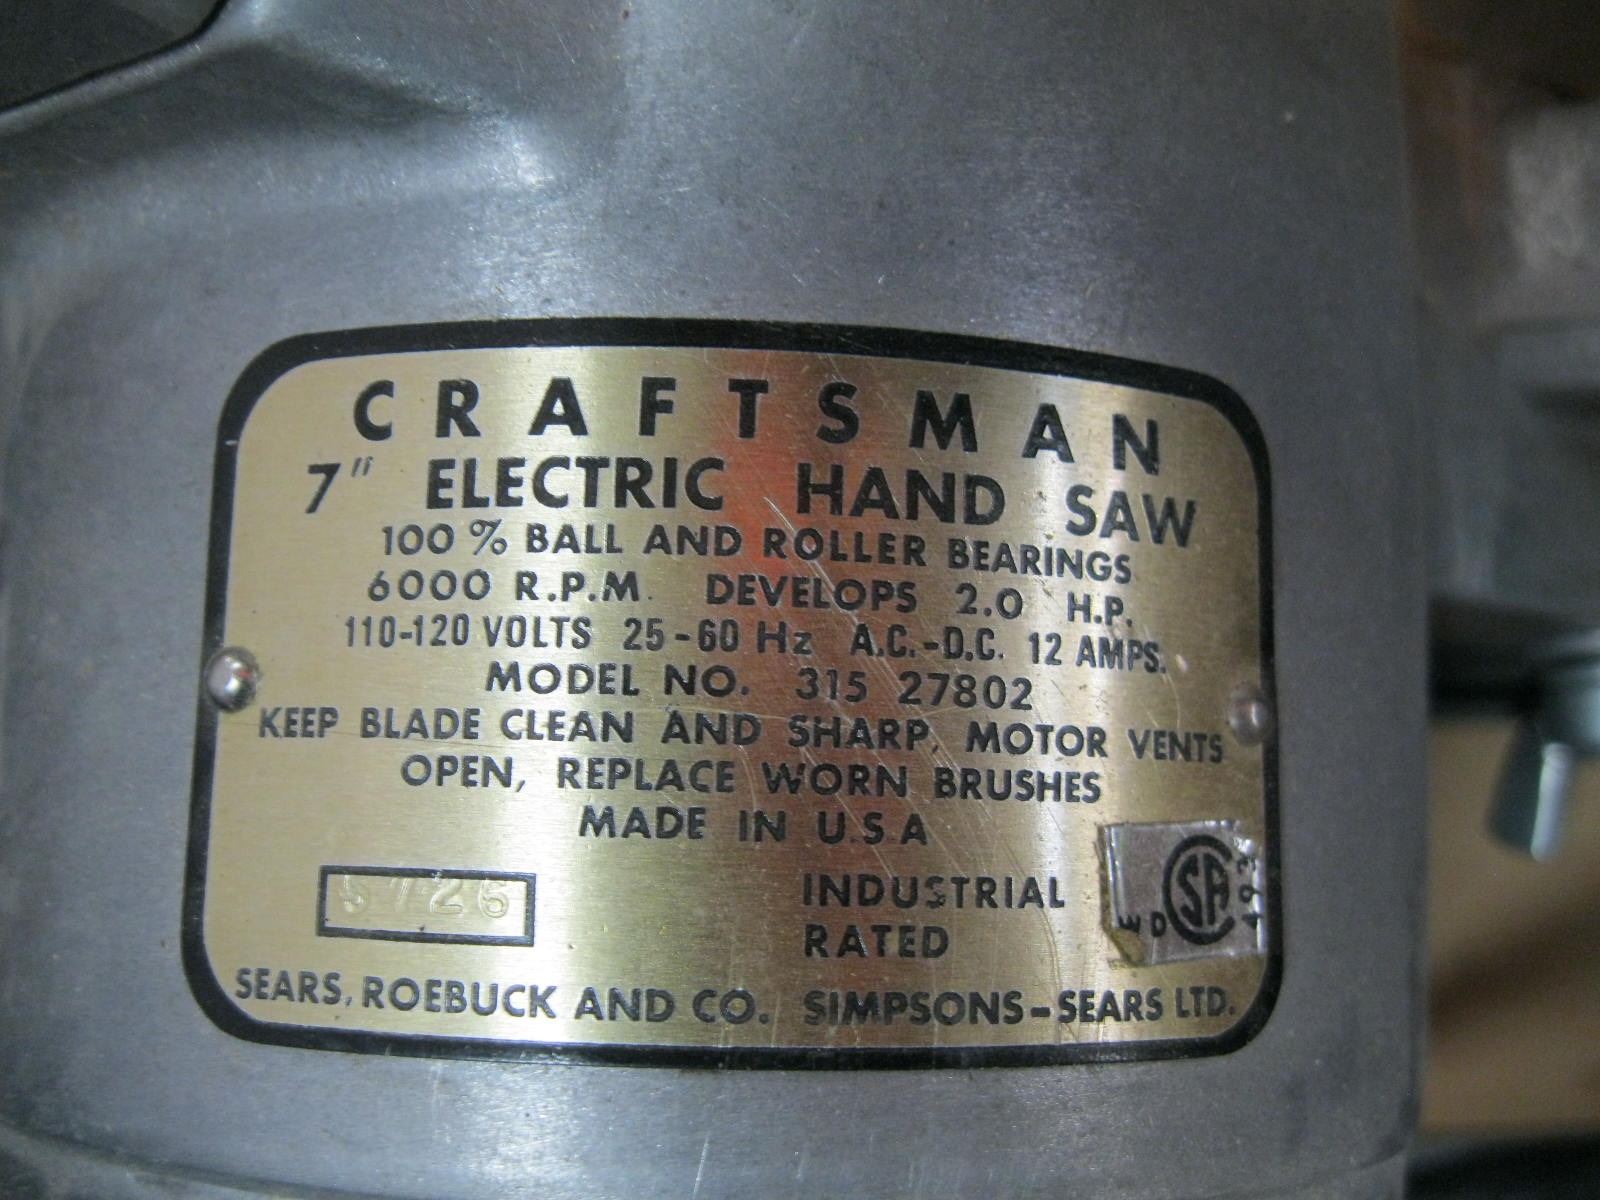 CRAFTSMAN
7" ELECTRIC HAND SAW
100 % BALL AND ROLLER BEARINGS
6000 R.P.M. DEVELOPS 2.0 H.P.
110-120 VOLTS 25-60 Hz A.C.-D.C. 12 AMPS.
MODEL NO. 315 27802
KEEP BLADE CLEAN AND SHARP, MOTOR VENTS
OPEN, REPLACE WORN BRUSHES
MADE IN U.S.A
5726
INDUSTRIAL
RATED
SA
SEARS, ROEBUCK AND CO. SIMPSONS-SEARS LTD.